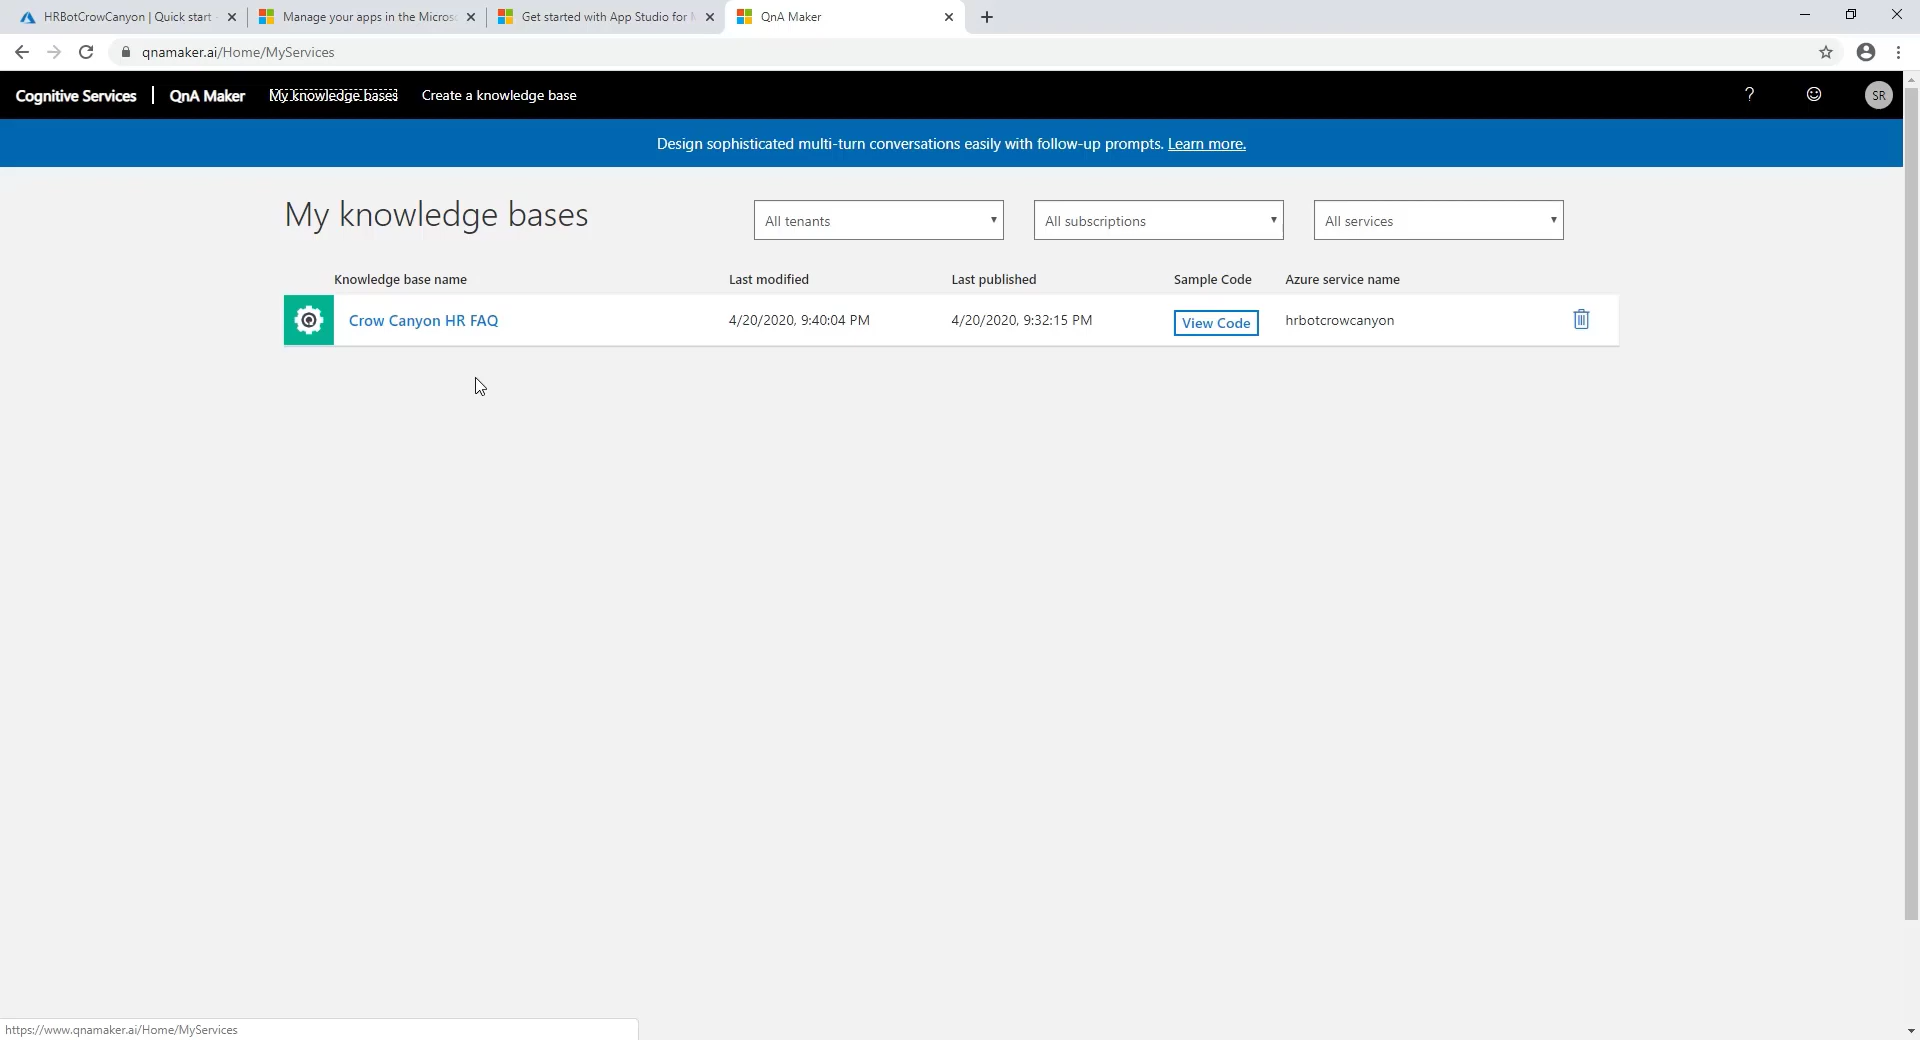 HRBotCrowCanyon | Quick start
Manage your apps in the Micros
Get started with App Studio for
QnA Maker
qnamaker.ai/Home/MyServices
Cognitive Services | QnA Maker My knowledge bases Create a knowledge base ? SR
Design sophisticated multi-turn conversations easily with follow-up prompts. Learn more.
My knowledge bases
All tenants
All subscriptions
All services
Knowledge base name Last modified Last published Sample Code Azure service name
Crow Canyon HR FAQ 4/20/2020, 9:40:04 PM 4/20/2020, 9:32:15 PM View Code hrbotcrowcanyon
https://www.qnamaker.ai/Home/MyServices